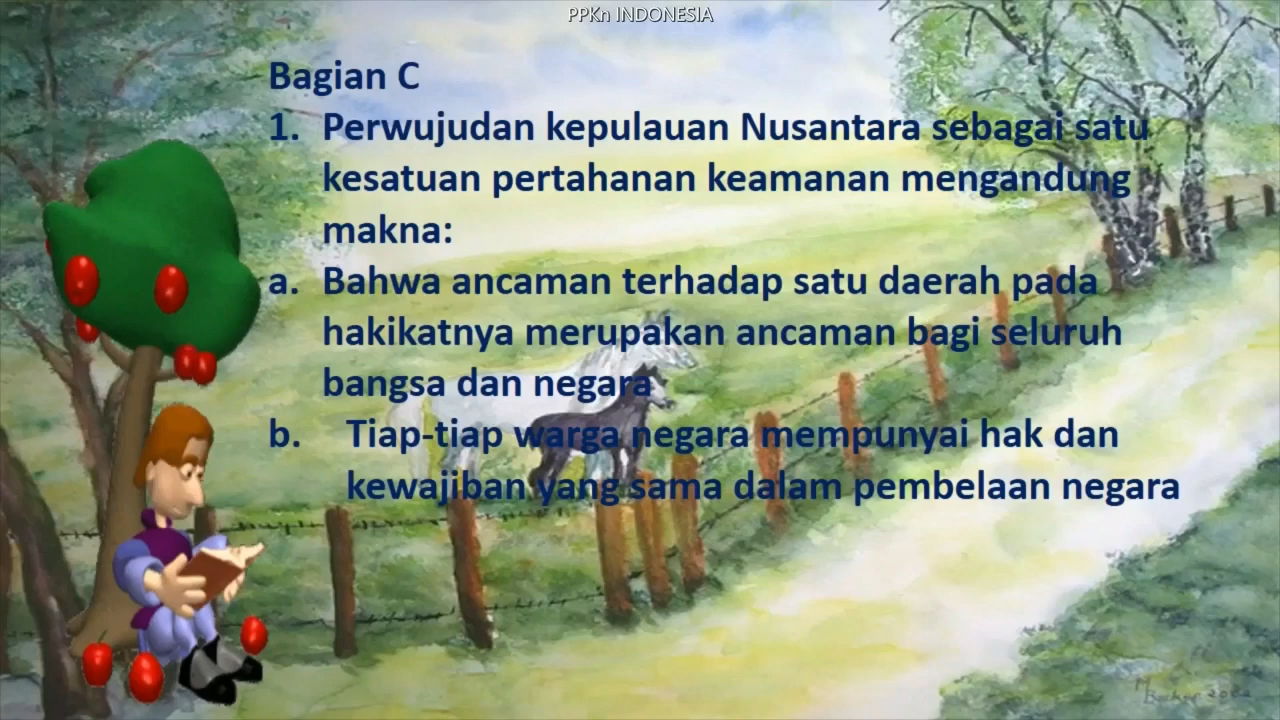 PPKn INDONESIA
Bagian C
1. Perwujudan kepulauan Nusantara sebagai satu
kesatuan pertahanan keamanan mengandung
makna:
a. Bahwa ancaman terhadap satu daerah pada
hakikatnya merupakan ancaman bagi seluruh
bangsa dan negara
b. Tiap-tiap warga negara mempunyai hak dan
kewajiban yang sama dalam pembelaan negara